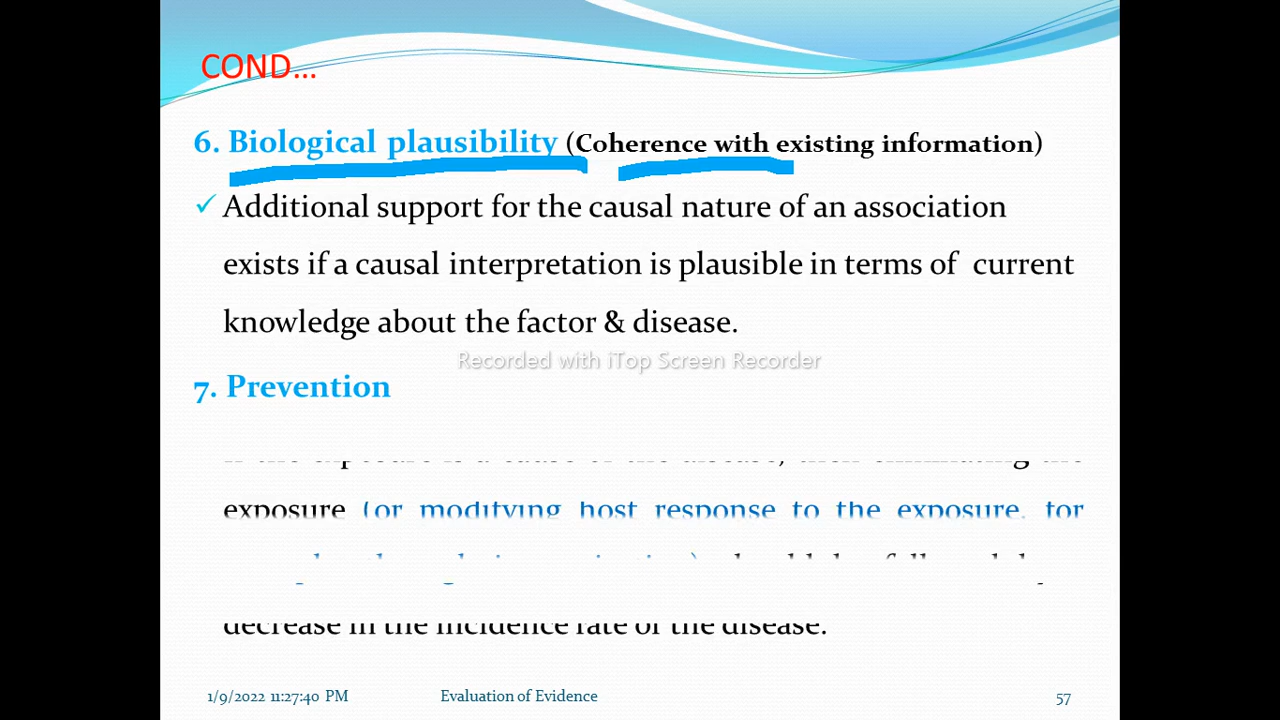 COND...
6. Biological plausibility (Coherence with existing information)
✓ Additional support for the causal nature of an association
exists if a causal interpretation is plausible in terms of current
knowledge about the factor & disease.
Recorded with iTop Screen Recorder
7. Prevention
exposure (or modifying host response to the exposure, for
decrease in the incidence rate of the disease.
1/9/2022 11:27:40 PM
Evaluation of Evidence
57